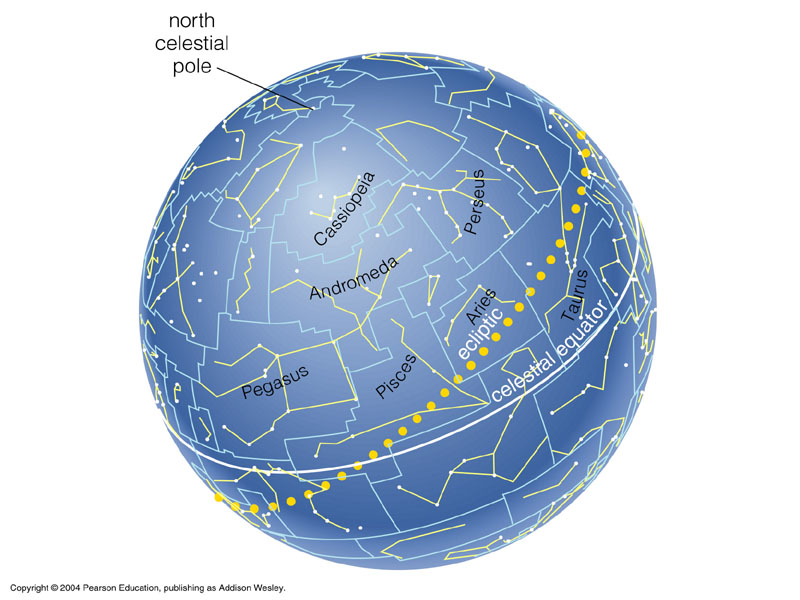 north
celestial
pole
Cassiopeia
Perseus
Andromeda
Aries
Taurus
ecliptic
celestial equator
Pisces
Pegasus
Copyright © 2004 Pearson Education, publishing as Addison Wesley.